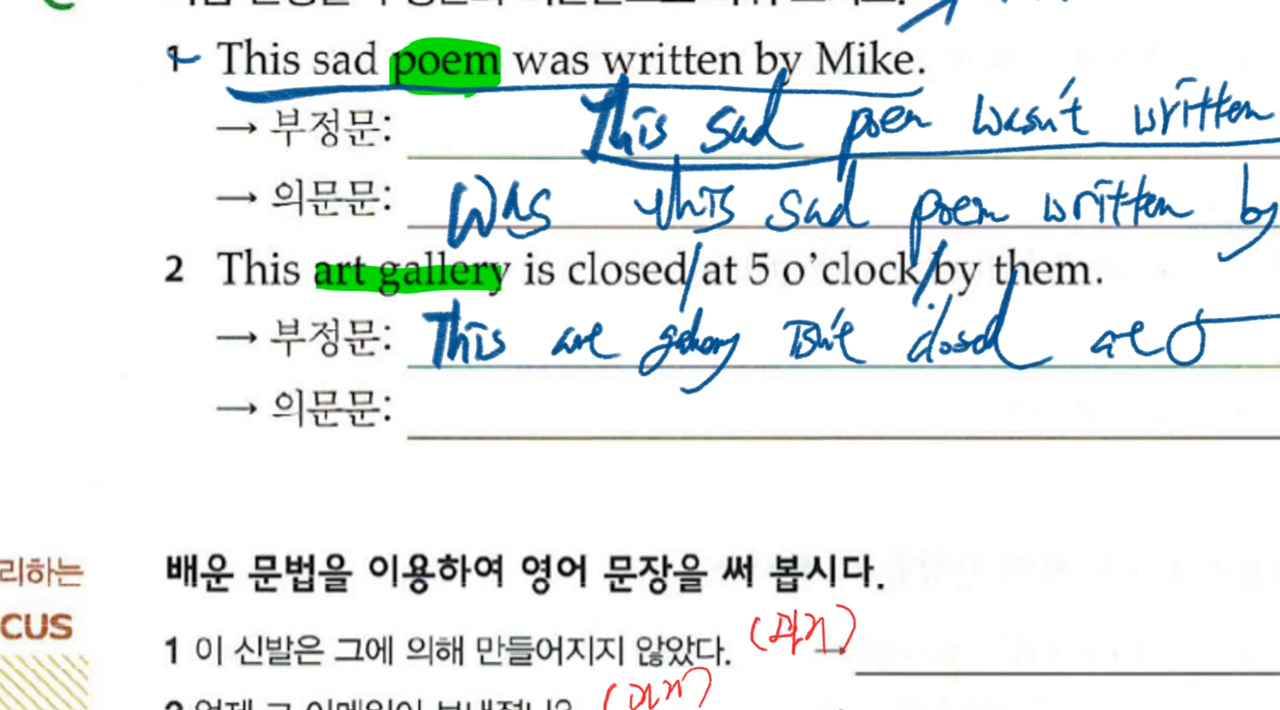 1 This sad poem was written by Mike.
→ 부정문: This sad poem wasn't written
→ 의문문: Was this sad poem written by
2 This art gallery is closed/at 5 o'clock/by them.
→ 부정문: This art gallery isn't closed at 5
→ 의문문:
리하는
배운 문법을 이용하여 영어 문장을 써 봅시다.
CUS
1 이 신발은 그에 의해 만들어지지 않았다. (과거) →